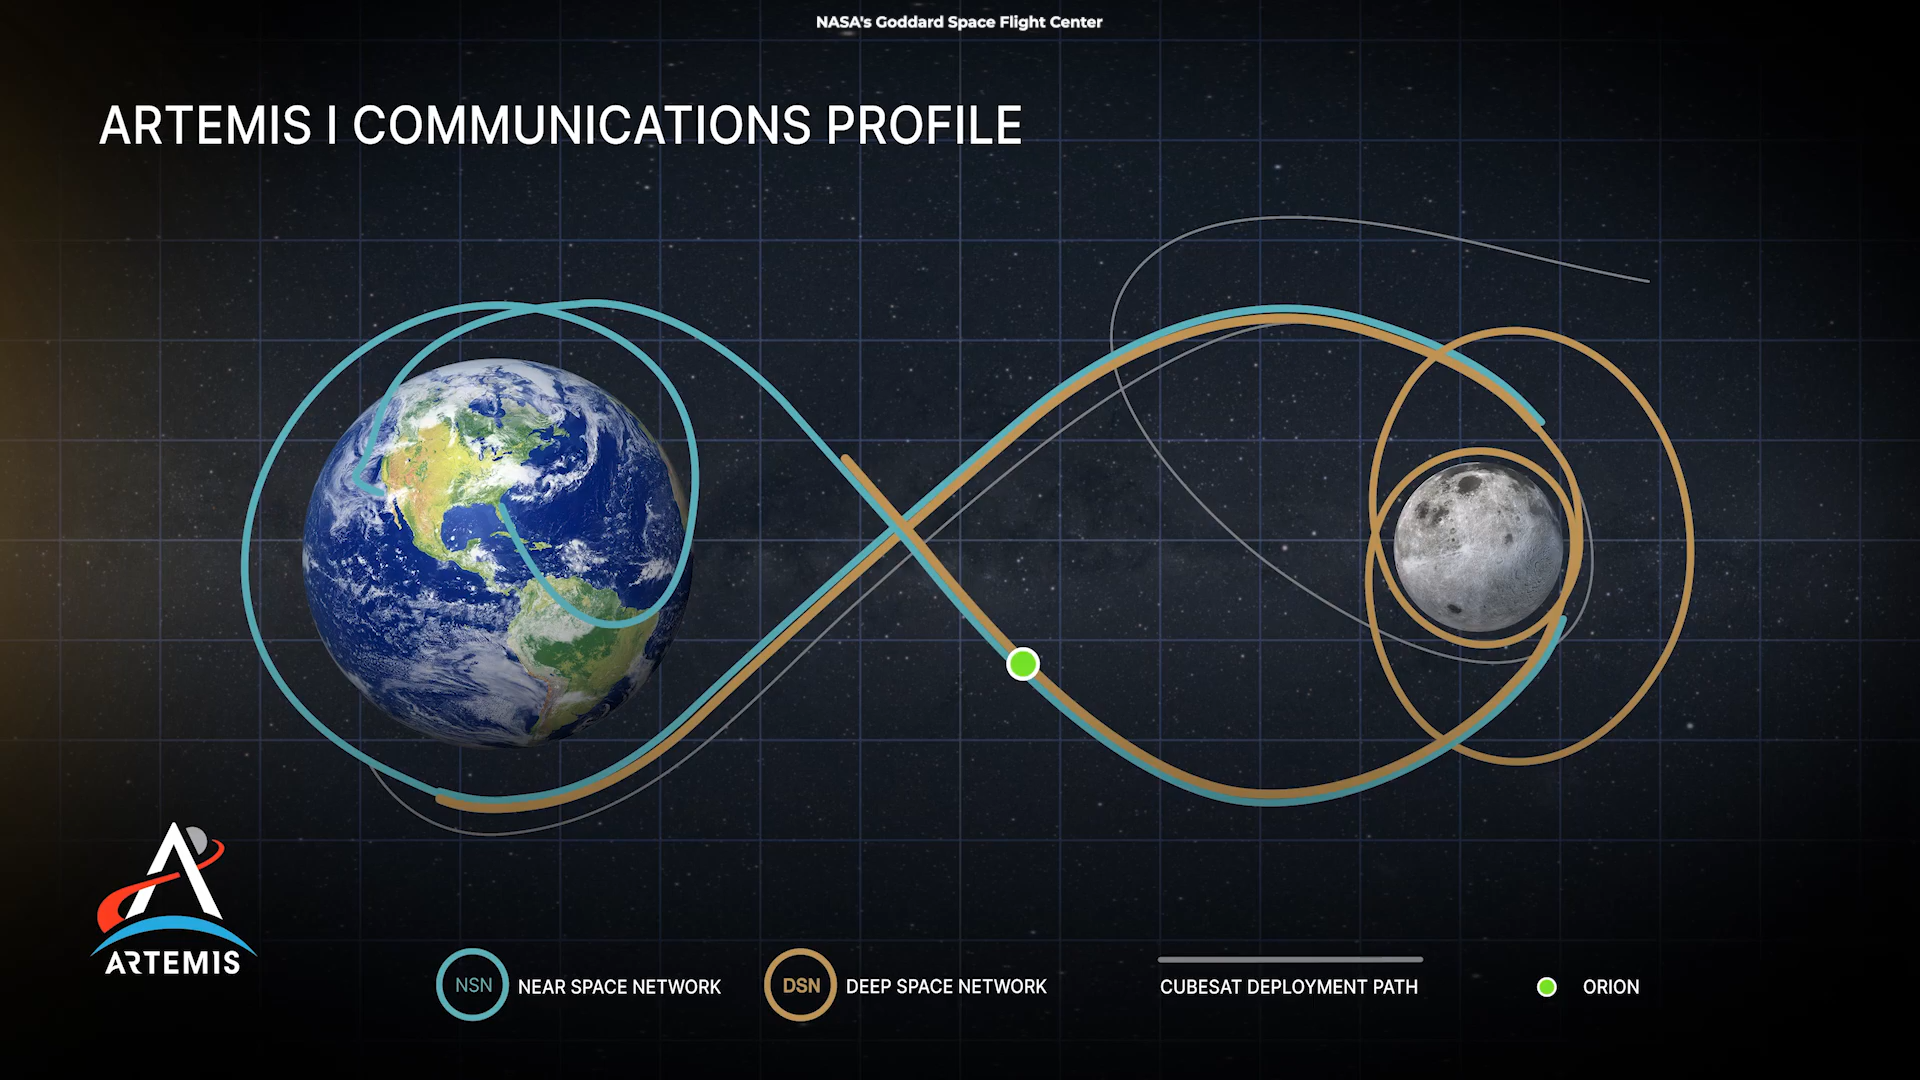 NASA's Goddard Space Flight Center
ARTEMIS I COMMUNICATIONS PROFILE
ARTEMIS
NSN NEAR SPACE NETWORK
DSN DEEP SPACE NETWORK
CUBESAT DEPLOYMENT PATH
ORION